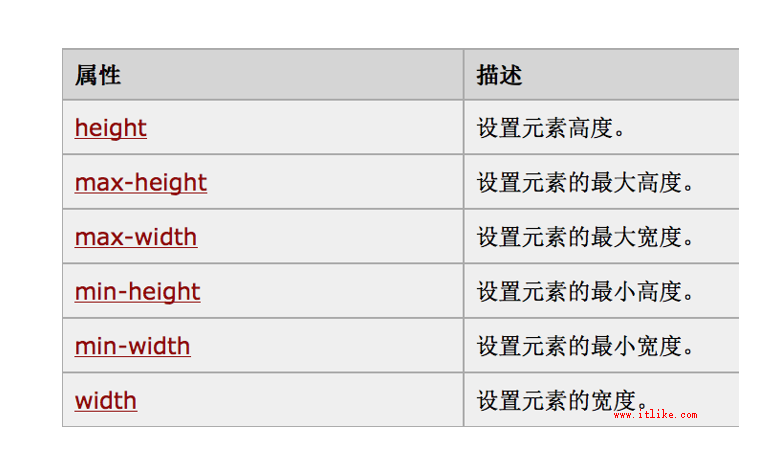 属性 描述
height 设置元素高度。
max-height 设置元素的最大高度。
max-width 设置元素的最大宽度。
min-height 设置元素的最小高度。
min-width 设置元素的最小宽度。
width 设置元素的宽度。
www.itlike.com